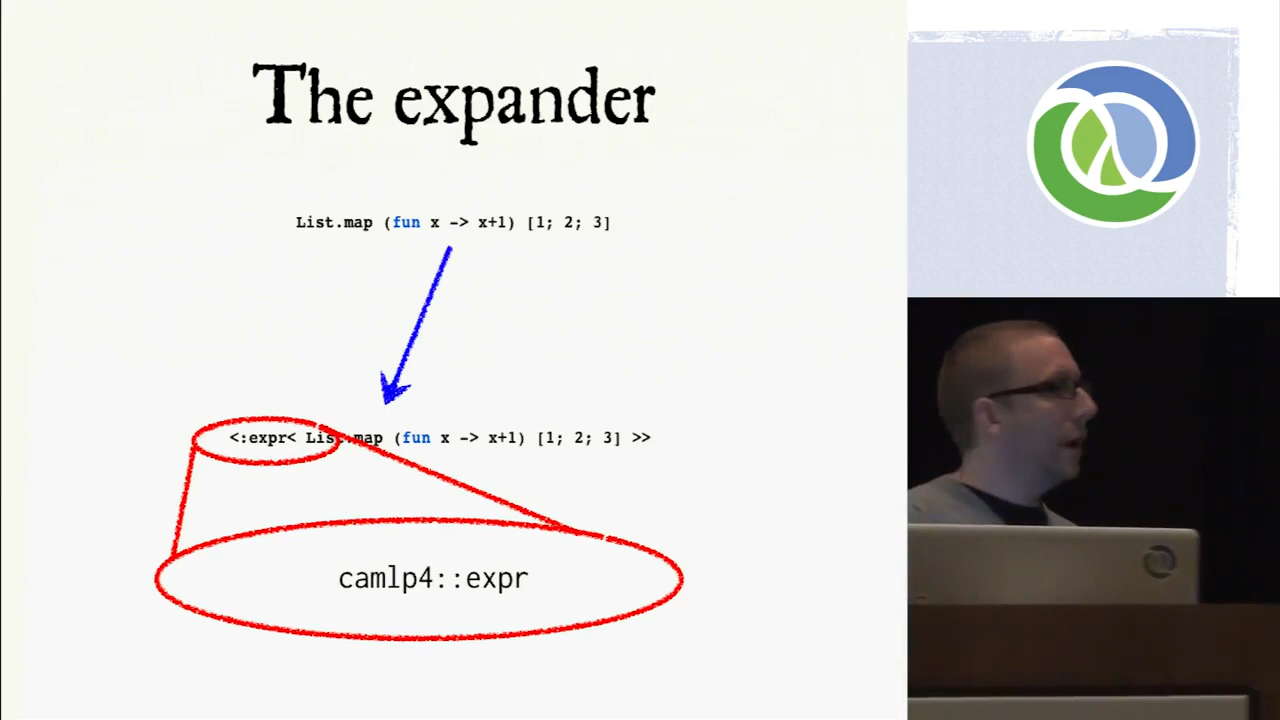 The expander
List.map (fun x -> x+1) [1; 2; 3]
<:expr< List.map (fun x -> x+1) [1; 2; 3] >>
camlp4::expr